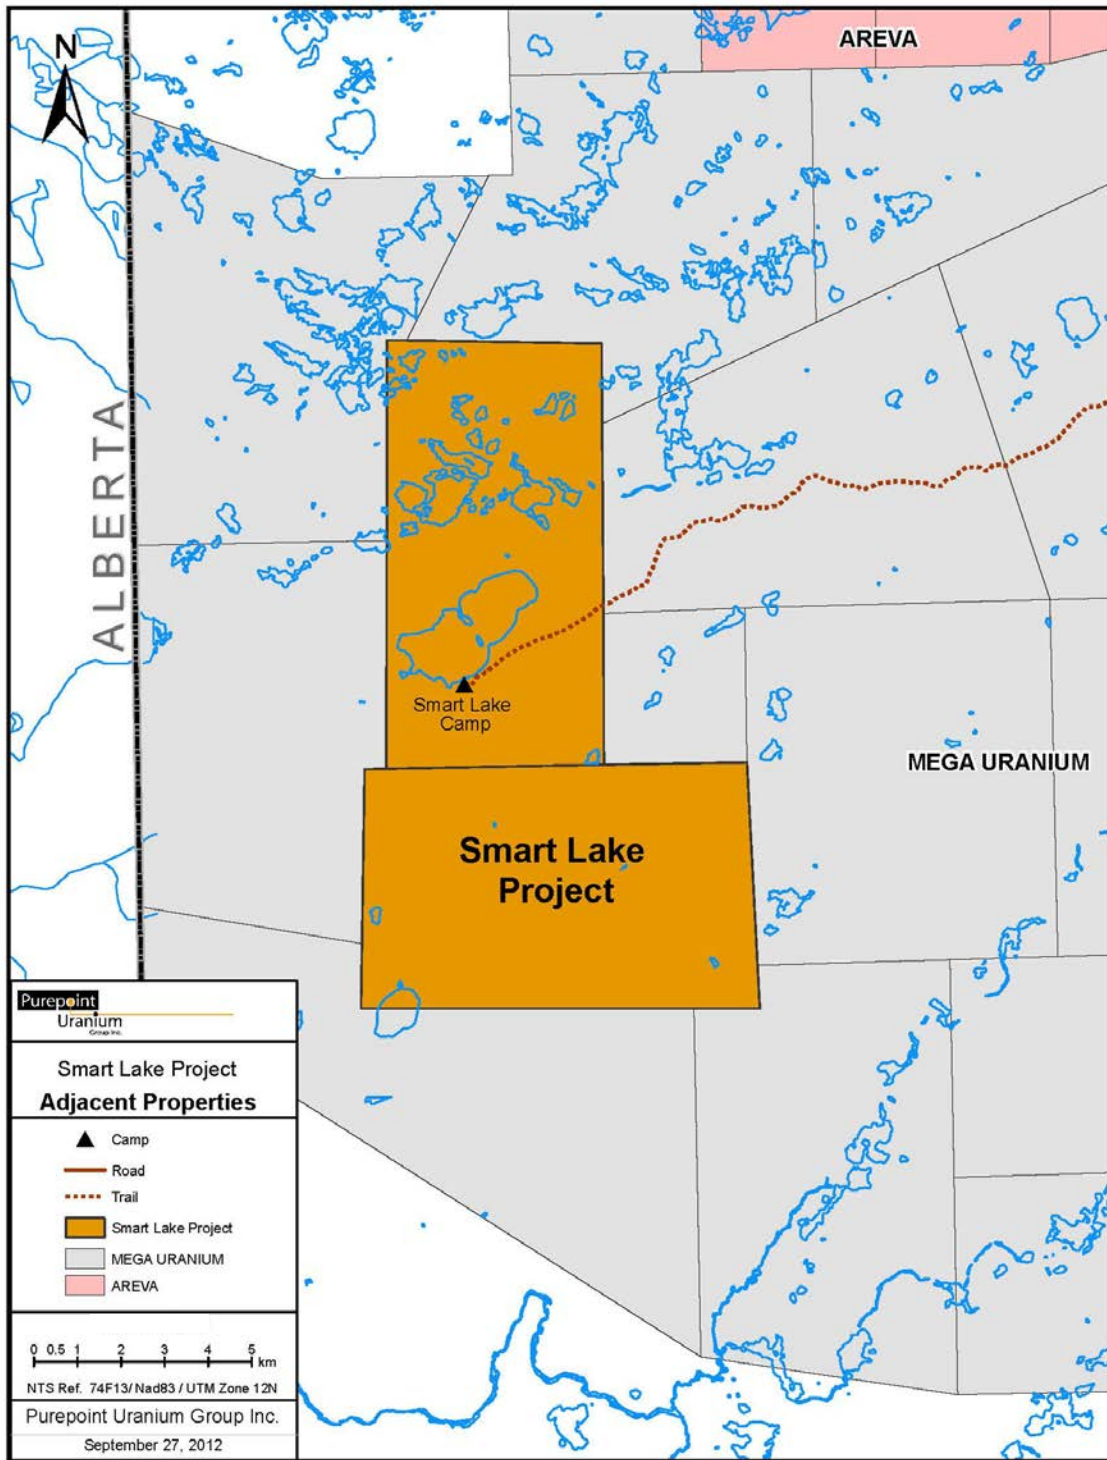 AREVA
N
ALBERTA
Smart Lake
Camp
MEGA URANIUM
Smart Lake
Project
Purepoint
Uranium
Group Inc.
Smart Lake Project
Adjacent Properties
Camp
Road
Trail
Smart Lake Project
MEGA URANIUM
AREVA
0 0.5 1 2 3 4 5
km
NTS Ref. 74F13/ Nad83 / UTM Zone 12N
Purepoint Uranium Group Inc.
September 27, 2012